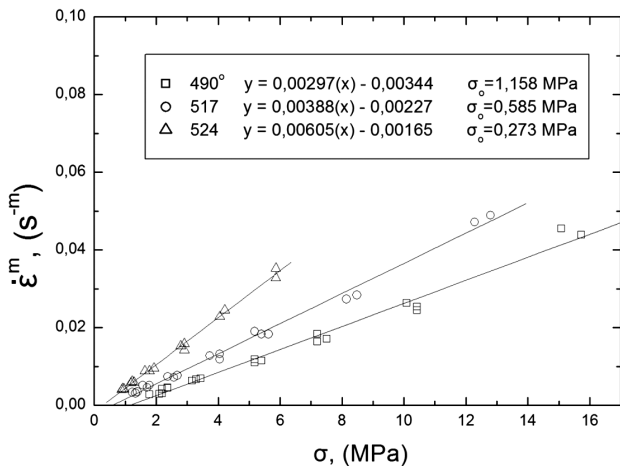 0,10
0,08
0,06
0,04
0,02
0,00
ε̇ᵐ, (s⁻ᵐ)
490° y = 0,00297(x) - 0,00344 σₒ=1,158 MPa
517 y = 0,00388(x) - 0,00227 σₒ=0,585 MPa
524 y = 0,00605(x) - 0,00165 σₒ=0,273 MPa
0 2 4 6 8 10 12 14 16
σ, (MPa)